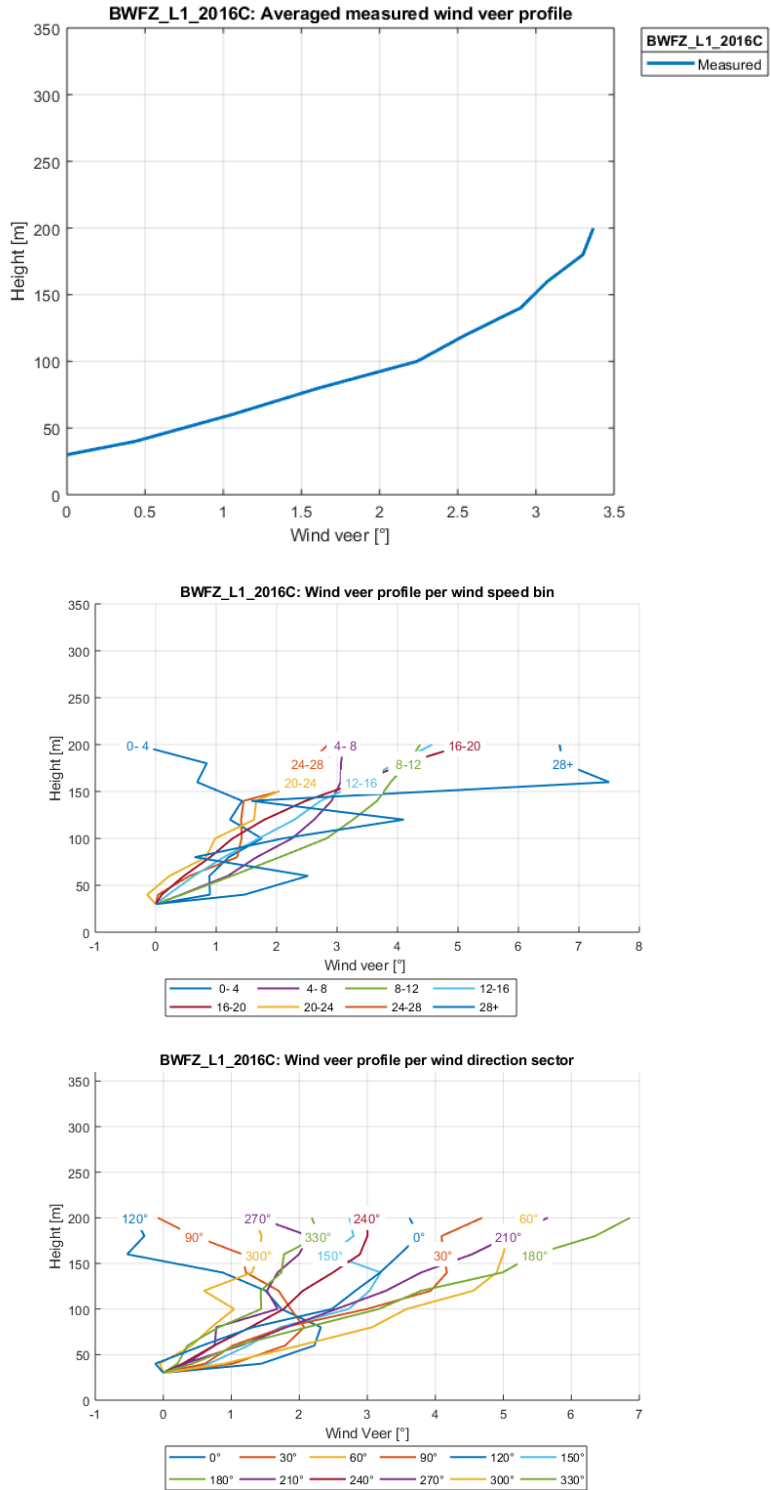 BWFZ_L1_2016C: Averaged measured wind veer profile
BWFZ_L1_2016C
Measured
350
300
250
200
150
100
50
0
Height [m]
0 0.5 1 1.5 2 2.5 3 3.5
Wind veer [°]
BWFZ_L1_2016C: Wind veer profile per wind speed bin
350
300
250
200
150
100
50
0
Height [m]
0- 4 4- 8 16-20
24-28 8-12 28+
20-24 12-16
-1 0 1 2 3 4 5 6 7 8
Wind veer [°]
0- 4 4- 8 8-12 12-16
16-20 20-24 24-28 28+
BWFZ_L1_2016C: Wind veer profile per wind direction sector
350
300
250
200
150
100
50
0
Height [m]
120° 270° 240° 60°
90° 330° 0° 210°
300° 150° 30° 180°
-1 0 1 2 3 4 5 6 7
Wind Veer [°]
0° 30° 60° 90° 120° 150°
180° 210° 240° 270° 300° 330°